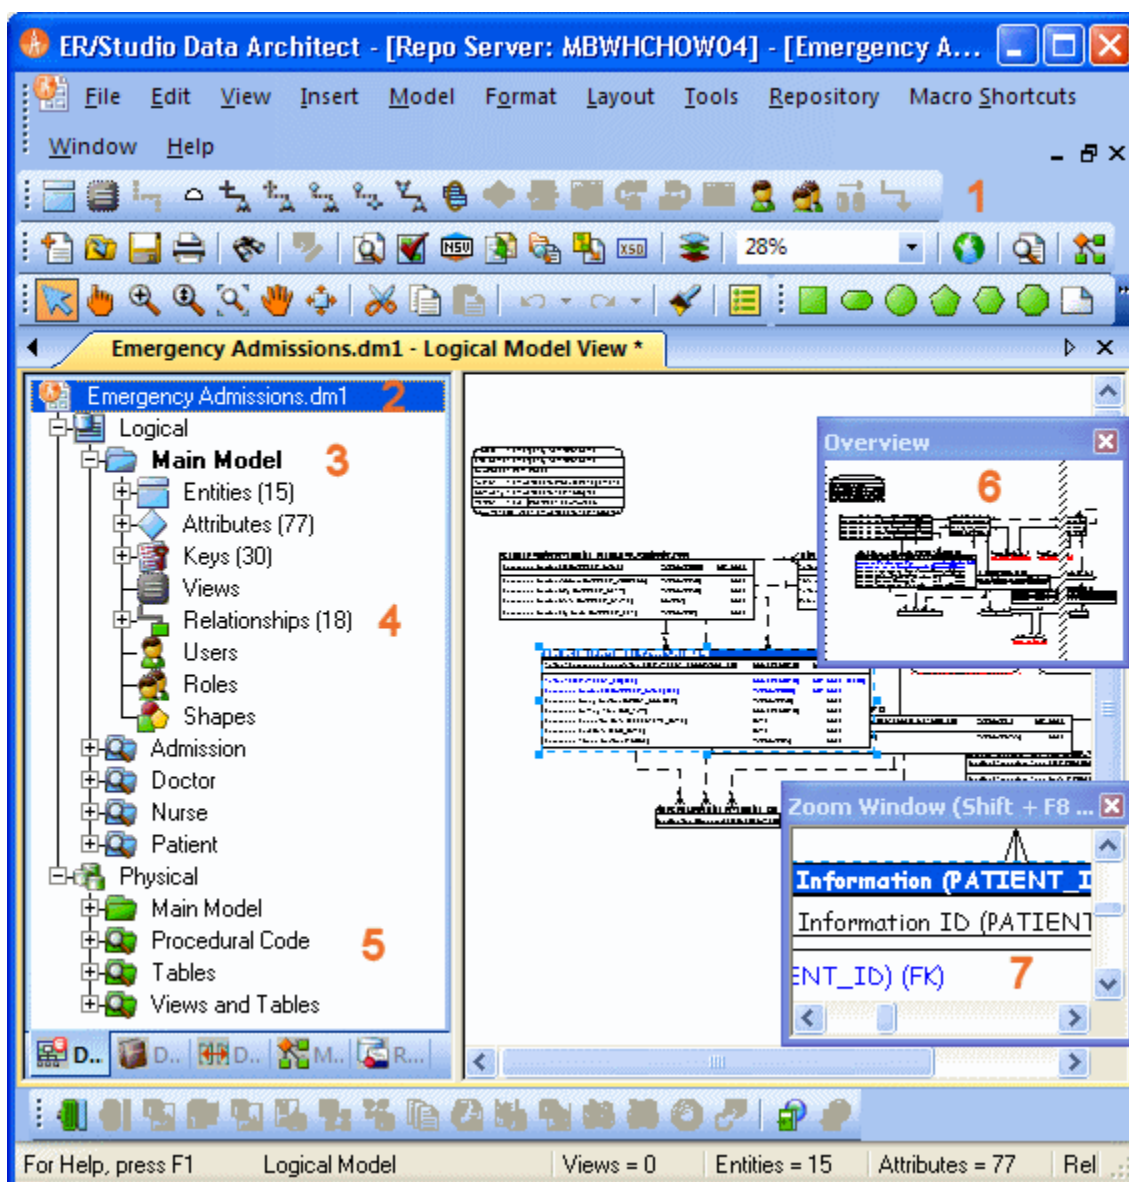 ER/Studio Data Architect - [Repo Server: MBWHCHOW04] - [Emergency A...
File Edit View Insert Model Format Layout Tools Repository Macro Shortcuts
Window Help
1
NSU XSD 28%
Emergency Admissions.dm1 - Logical Model View *
Emergency Admissions.dm1 2
Logical
Main Model 3
Entities (15)
Attributes (77)
Keys (30)
Views
Relationships (18) 4
Users
Roles
Shapes
Admission
Doctor
Nurse
Patient
Physical
Main Model
Procedural Code 5
Tables
Views and Tables
D.. D.. D.. M.. R...
Overview
6
Zoom Window (Shift + F8 ...
Information (PATIENT_I
Information ID (PATIENT
ENT_ID) (FK)
7
For Help, press F1 Logical Model Views = 0 Entities = 15 Attributes = 77 Rel